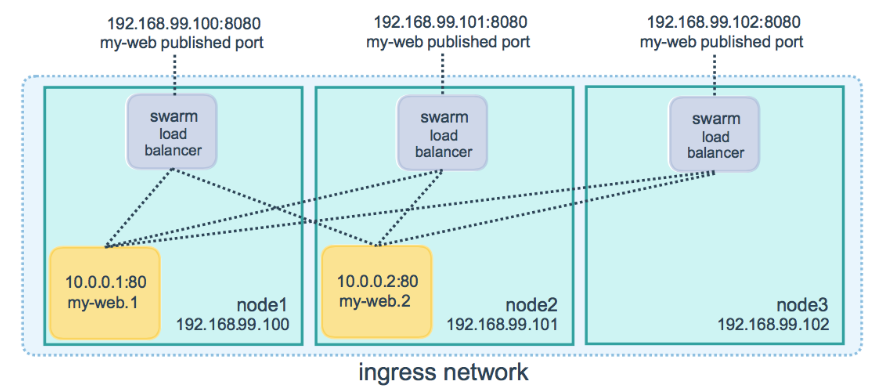 192.168.99.100:8080
my-web published port
192.168.99.101:8080
my-web published port
192.168.99.102:8080
my-web published port
swarm
load
balancer
swarm
load
balancer
swarm
load
balancer
10.0.0.1:80
my-web.1
node1
192.168.99.100
10.0.0.2:80
my-web.2
node2
192.168.99.101
node3
192.168.99.102
ingress network